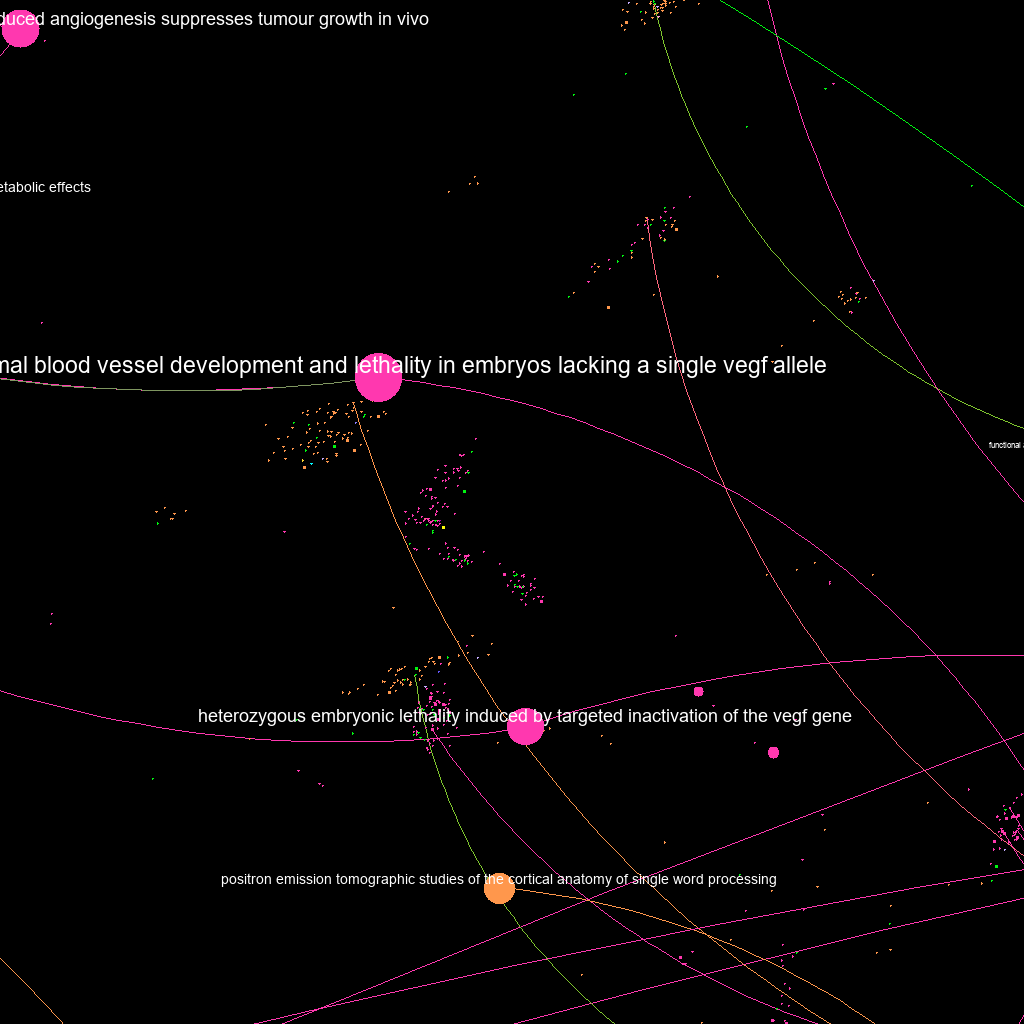 duced angiogenesis suppresses tumour growth in vivo
etabolic effects
mal blood vessel development and lethality in embryos lacking a single vegf allele
functional
heterozygous embryonic lethality induced by targeted inactivation of the vegf gene
positron emission tomographic studies of the cortical anatomy of single word processing